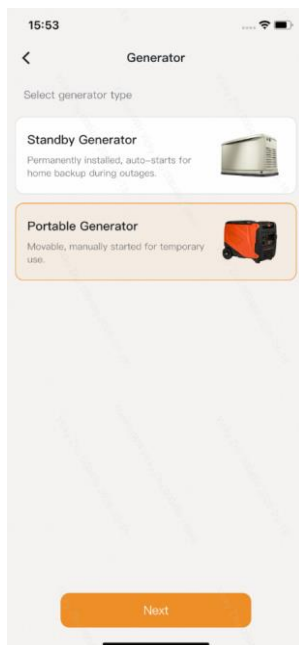 15:53
Generator
Select generator type
Standby Generator
Permanently installed, auto-starts for
home backup during outages.
Portable Generator
Movable, manually started for temporary
use.
Next